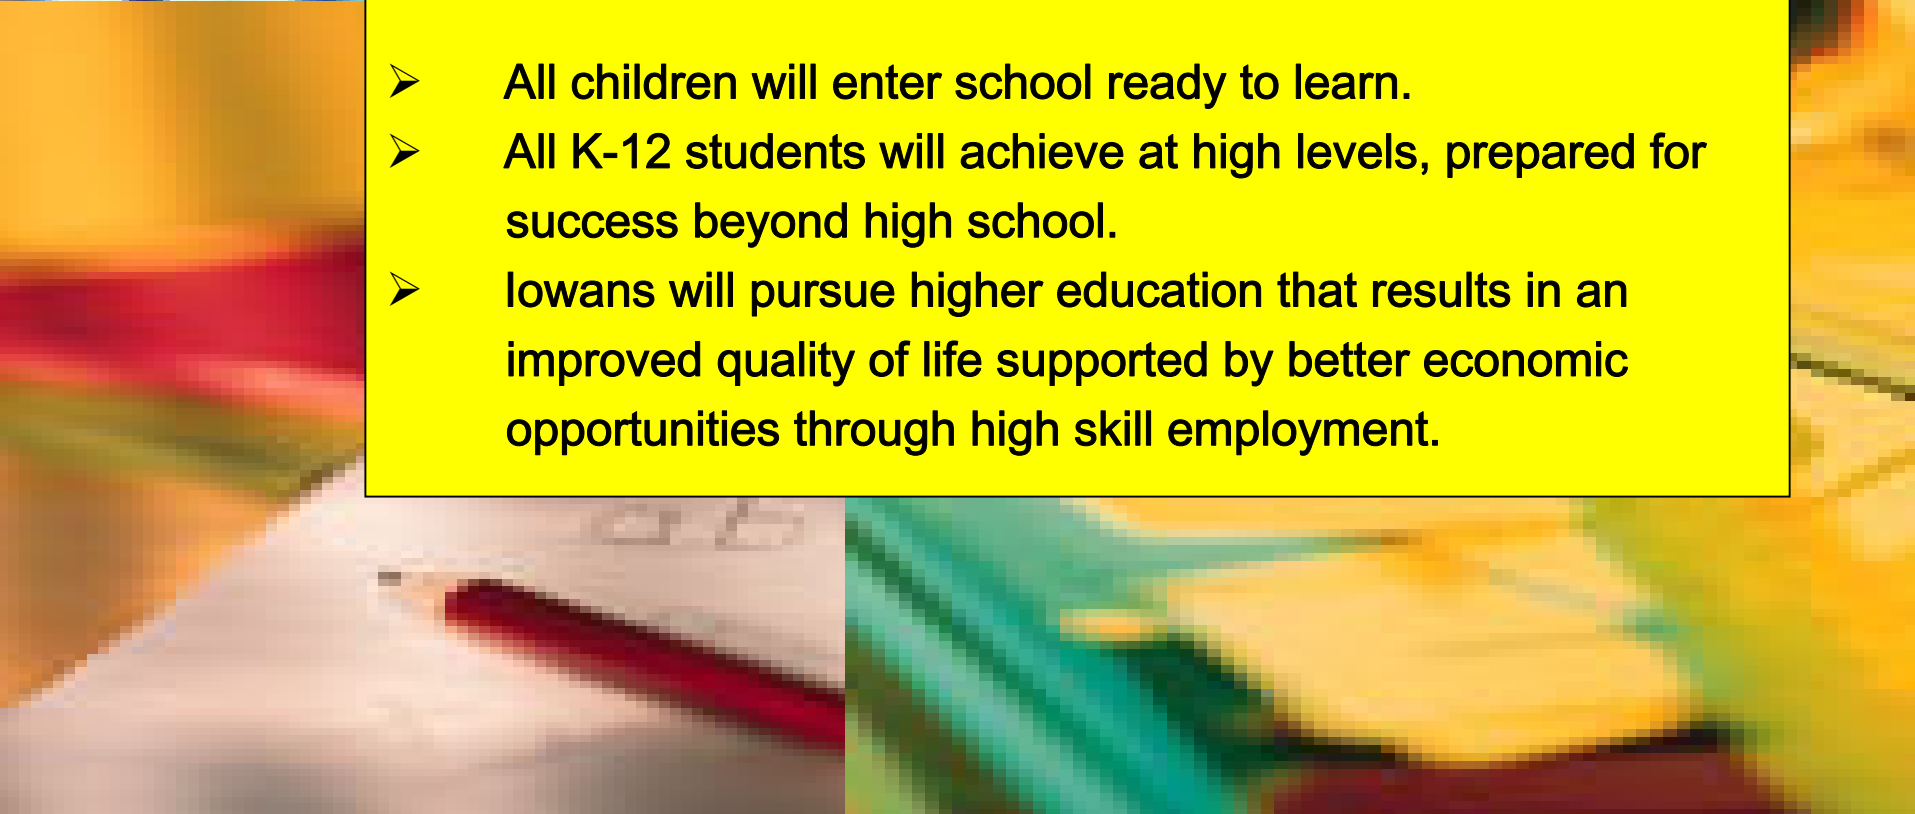 ➢ All children will enter school ready to learn.
➢ All K-12 students will achieve at high levels, prepared for
success beyond high school.
➢ Iowans will pursue higher education that results in an
improved quality of life supported by better economic
opportunities through high skill employment.